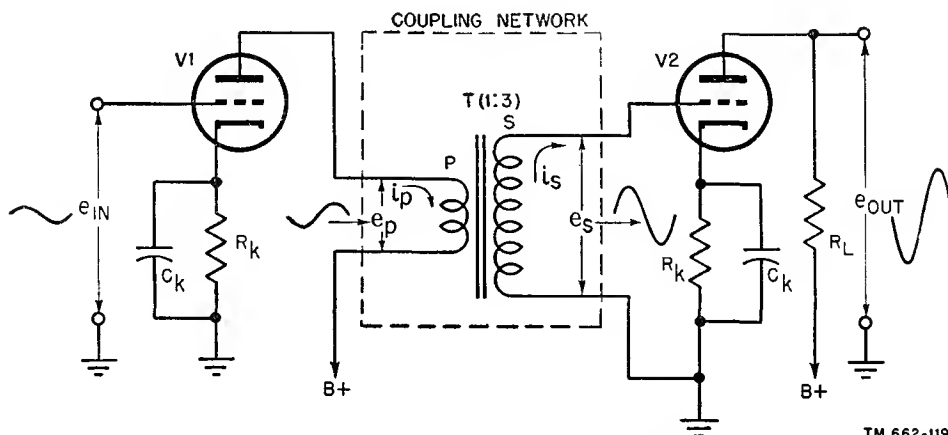 COUPLING NETWORK
V1
V2
T(1:3)
P
S
ip
is
eIN
ep
es
eOUT
Rk
Ck
Rk
Ck
RL
B+
B+
TM 662-119